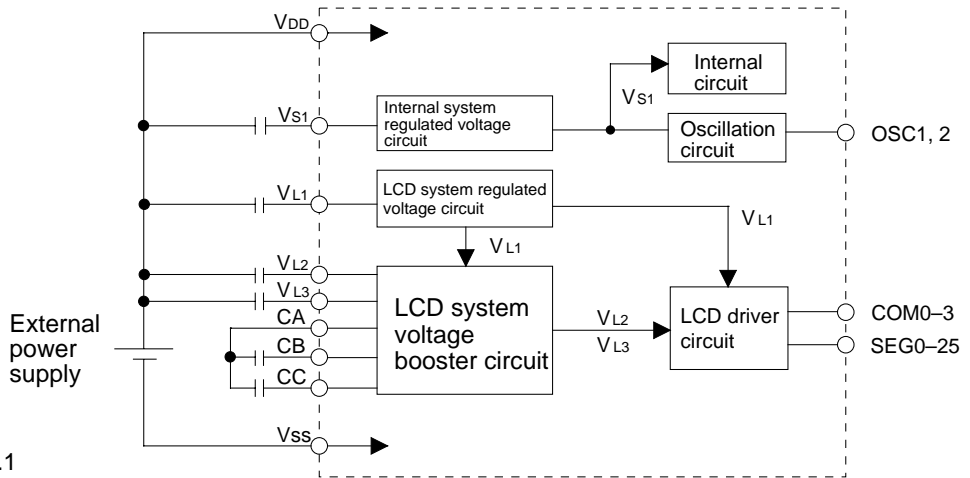 VDD
Internal
circuit
VS1
VS1
Internal system
regulated voltage
circuit
Oscillation
circuit
OSC1, 2
VL1
LCD system regulated
voltage circuit
VL1
VL1
VL2
VL3
CA
CB
CC
LCD system
voltage
booster circuit
VL2
VL3
LCD driver
circuit
COM0–3
SEG0–25
External
power
supply
VSS
.1